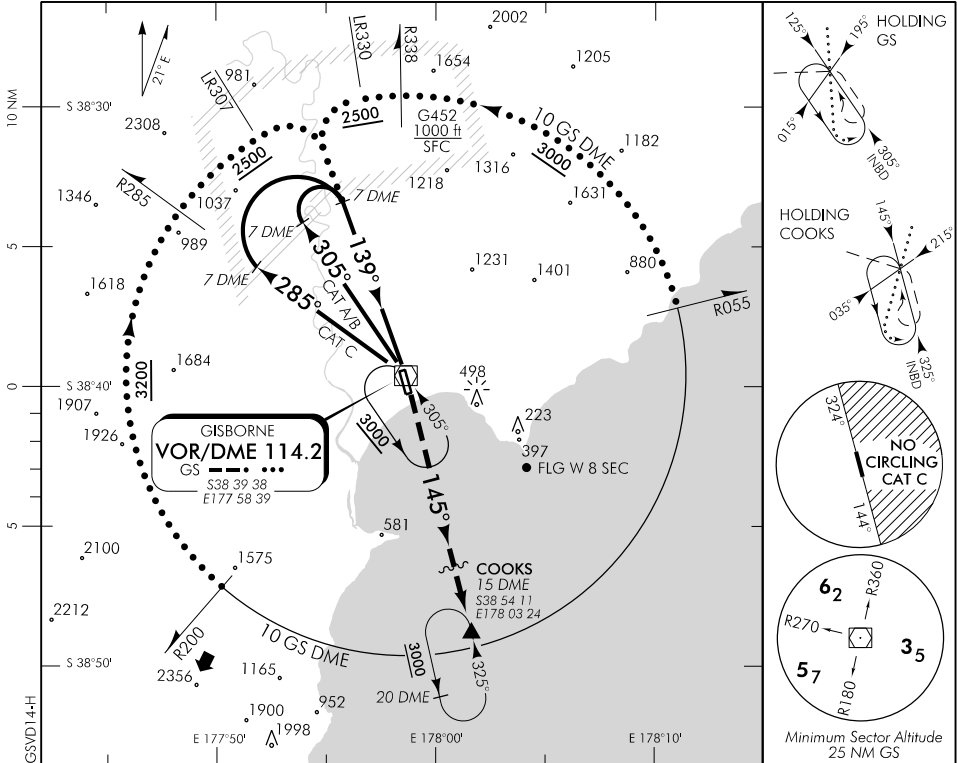 2002
1205
1654
981
LR330
R338
LR307
21° E
10 NM
S 38°30'
2308
2500
G452
1000 ft
SFC
10 GS DME
3000
1182
1316
1218
1631
2500
1037
7 DME
R285
1346
989
7 DME
7 DME
139°
305°
CAT A/B
285°
CAT C
1231
1401
880
R055
5
1618
3200
1684
0
S 38°40'
1907
1926
498
223
397
FLG W 8 SEC
305°
3000
GISBORNE
VOR/DME 114.2
GS
S38 39 38
E177 58 39
145°
5
581
2100
1575
COOKS
15 DME
S38 54 11
E178 03 24
2212
R200
10 GS DME
3000
325°
20 DME
S 38°50'
2356
1165
952
1900
1998
E 177°50'
E 178°00'
E 178°10'
GSVD14-H
HOLDING
GS
125°
195°
015°
305°
INBD
HOLDING
COOKS
145°
215°
035°
325°
INBD
324°
NO
CIRCLING
CAT C
144°
62
R360
R270
35
57
R180
Minimum Sector Altitude
25 NM GS